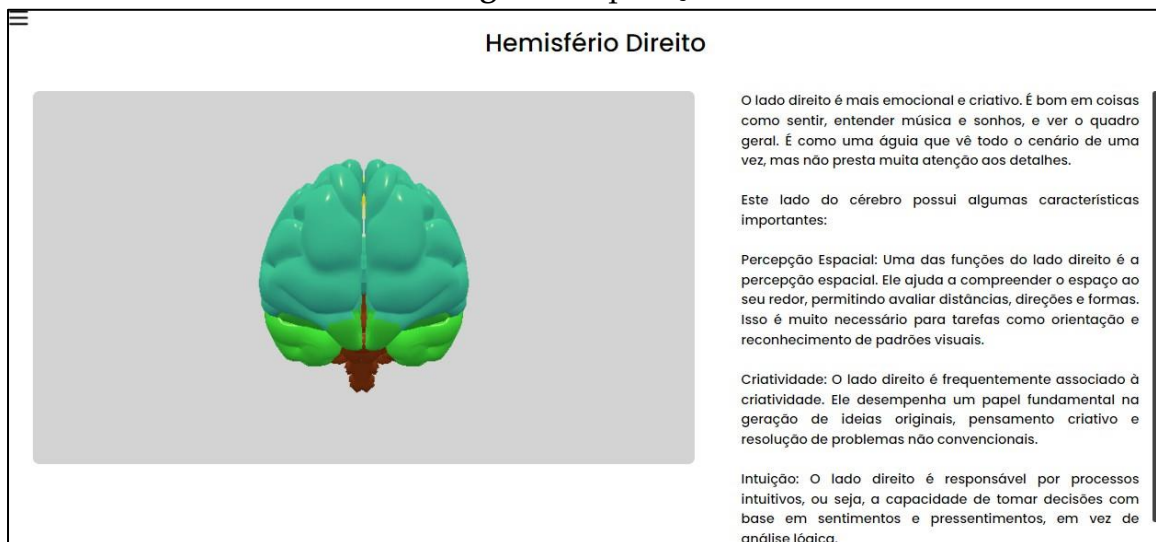 Hemisfério Direito
O lado direito é mais emocional e criativo. É bom em coisas
como sentir, entender música e sonhos, e ver o quadro
geral. É como uma águia que vê todo o cenário de uma
vez, mas não presta muita atenção aos detalhes.
Este lado do cérebro possui algumas características
importantes:
Percepção Espacial: Uma das funções do lado direito é a
percepção espacial. Ele ajuda a compreender o espaço ao
seu redor, permitindo avaliar distâncias, direções e formas.
Isso é muito necessário para tarefas como orientação e
reconhecimento de padrões visuais.
Criatividade: O lado direito é frequentemente associado à
criatividade. Ele desempenha um papel fundamental na
geração de ideias originais, pensamento criativo e
resolução de problemas não convencionais.
Intuição: O lado direito é responsável por processos
intuitivos, ou seja, a capacidade de tomar decisões com
base em sentimentos e pressentimentos, em vez de
análise lógica.